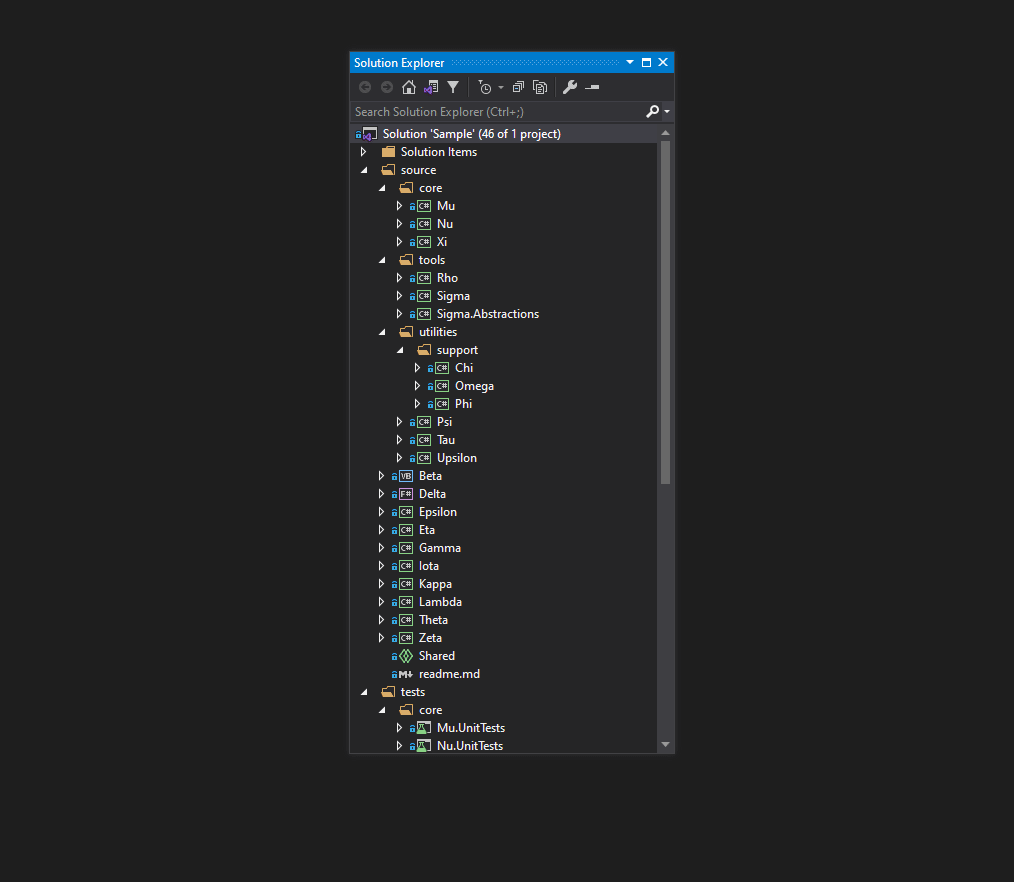 Solution Explorer
Search Solution Explorer (Ctrl+;)
Solution 'Sample' (46 of 1 project)
Solution Items
source
core
C# Mu
C# Nu
C# Xi
tools
C# Rho
C# Sigma
C# Sigma.Abstractions
utilities
support
C# Chi
C# Omega
C# Phi
C# Psi
C# Tau
C# Upsilon
VB Beta
F# Delta
C# Epsilon
C# Eta
C# Gamma
C# Iota
C# Kappa
C# Lambda
C# Theta
C# Zeta
Shared
M↓ readme.md
tests
core
Mu.UnitTests
Nu.UnitTests